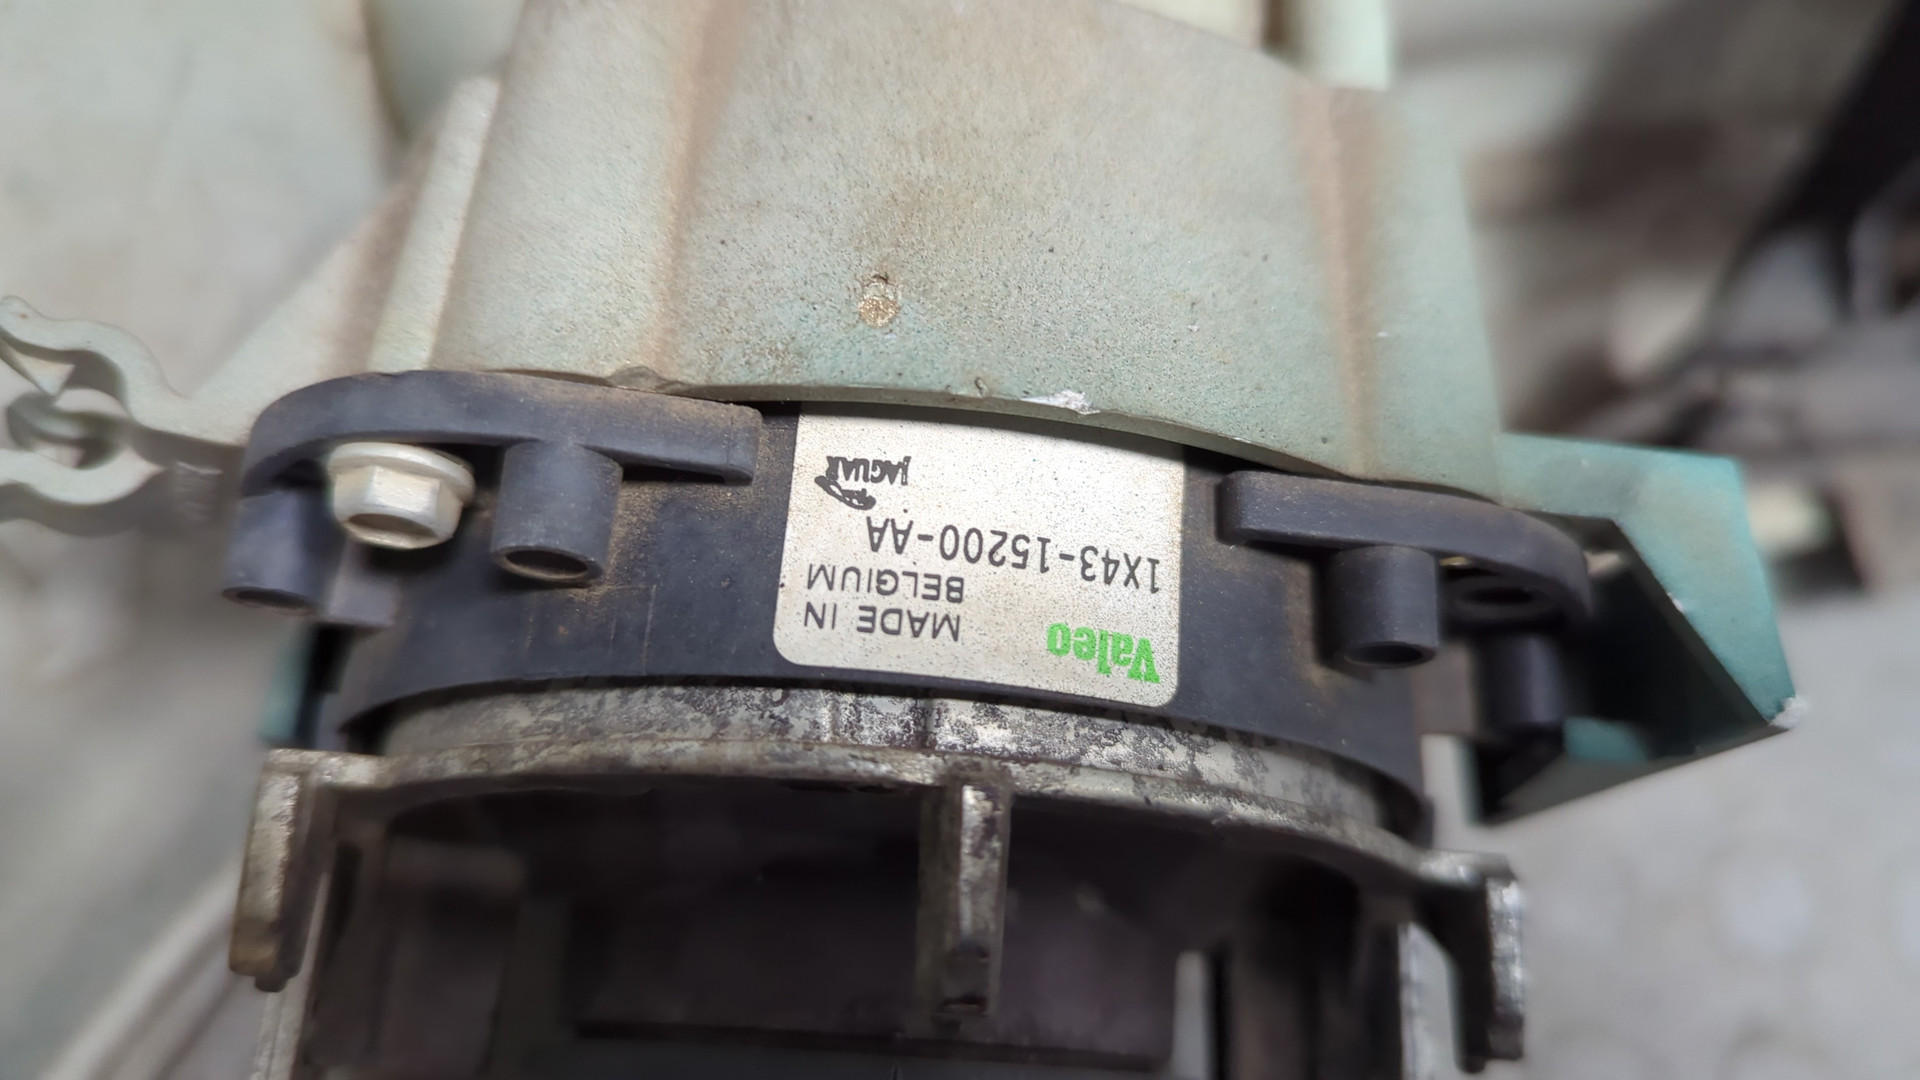 Valeo
MADE IN
BELGIUM
1X43-15200-AA
JAGUAR